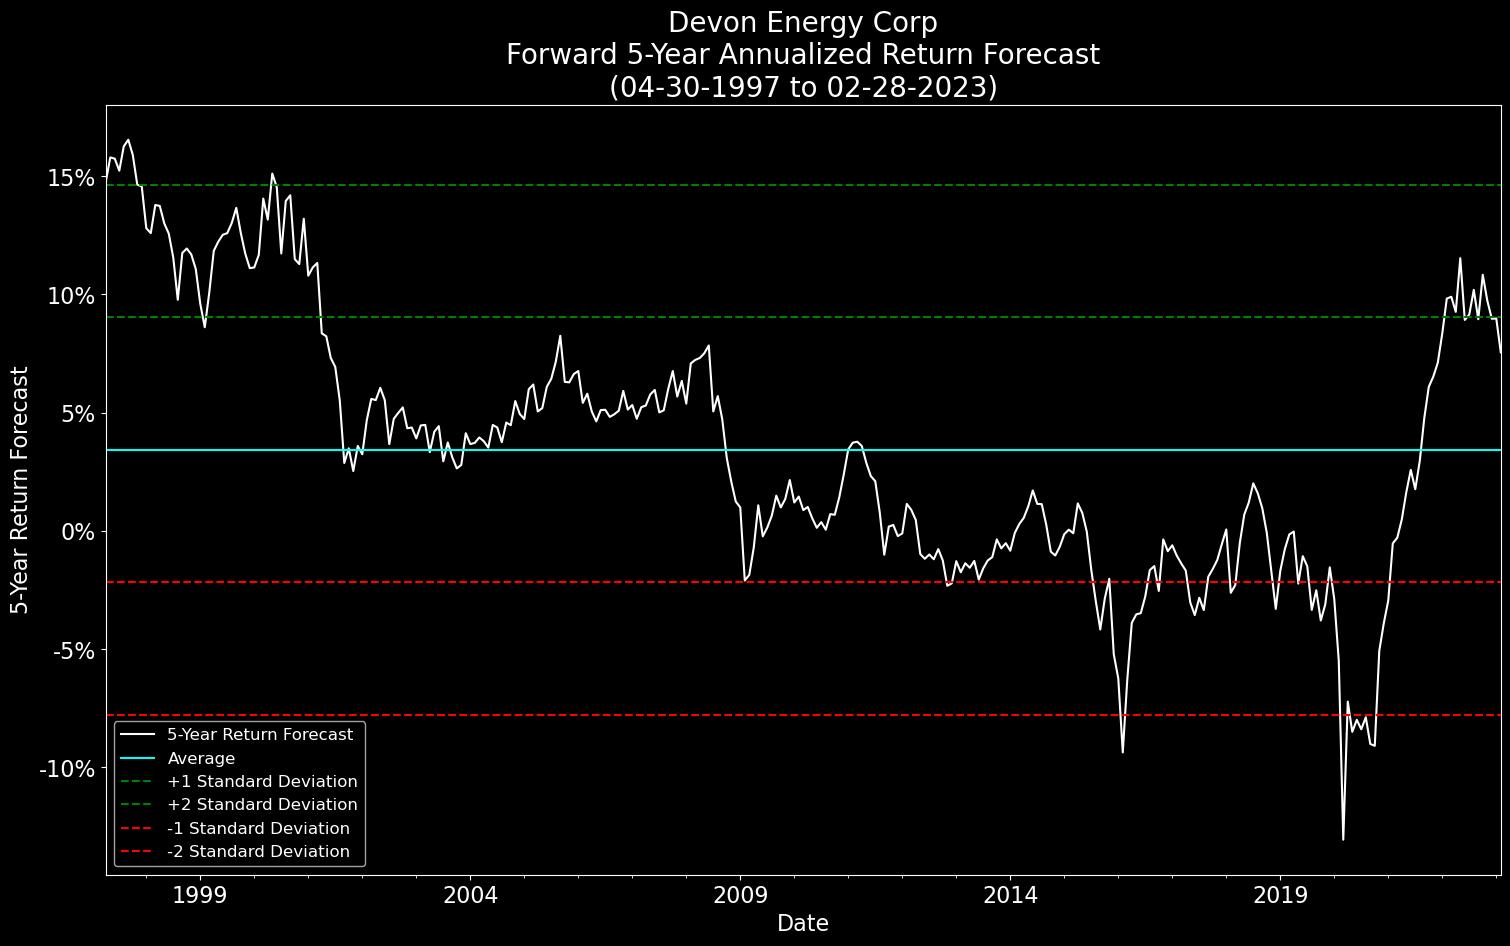 Devon Energy Corp
Forward 5-Year Annualized Return Forecast
(04-30-1997 to 02-28-2023)
5-Year Return Forecast
15%
10%
5%
0%
-5%
-10%
5-Year Return Forecast
Average
+1 Standard Deviation
+2 Standard Deviation
-1 Standard Deviation
-2 Standard Deviation
1999 2004 2009 2014 2019
Date